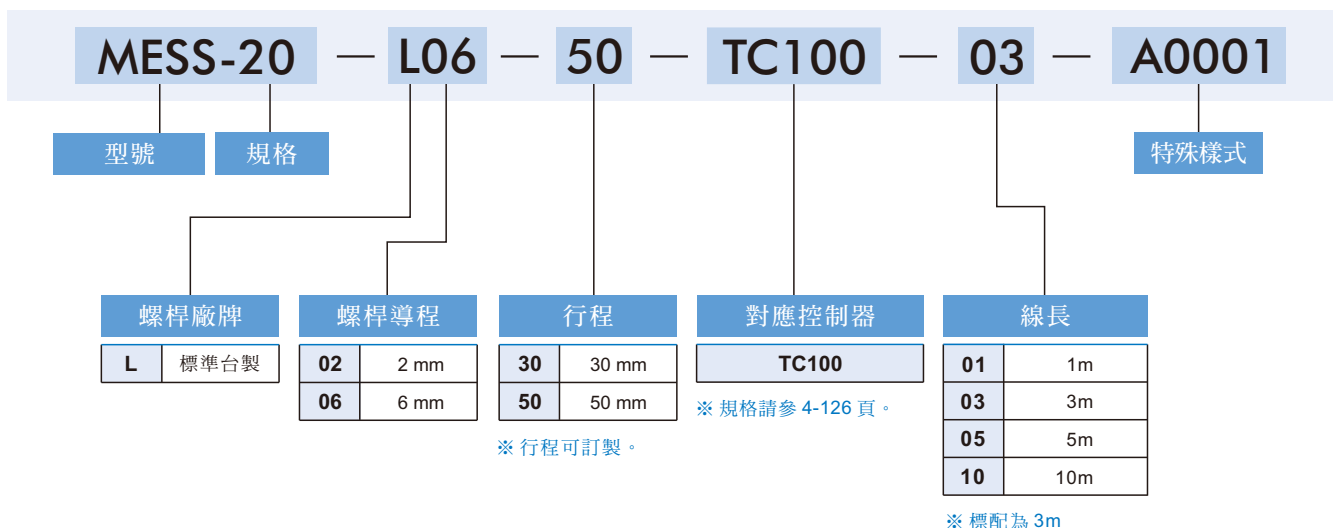 MESS-20 — L06 — 50 — TC100 — 03 — A0001
型號 規格 特殊樣式
螺桿廠牌 螺桿導程 行程 對應控制器 線長
L 標準台製 02 2 mm 30 30 mm TC100 01 1m
06 6 mm 50 50 mm ※ 規格請參 4-126 頁。 03 3m
※ 行程可訂製。 05 5m
10 10m
※ 標配為 3m